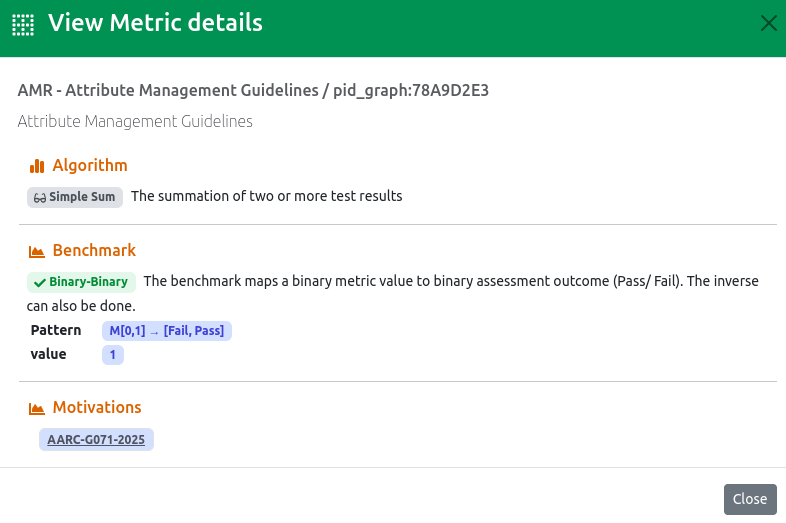 View Metric details
AMR - Attribute Management Guidelines / pid_graph:78A9D2E3
Attribute Management Guidelines
Algorithm
Simple Sum The summation of two or more test results
Benchmark
Binary-Binary The benchmark maps a binary metric value to binary assessment outcome (Pass/ Fail). The inverse
can also be done.
Pattern M[0,1] → [Fail, Pass]
value 1
Motivations
AARC-G071-2025
Close